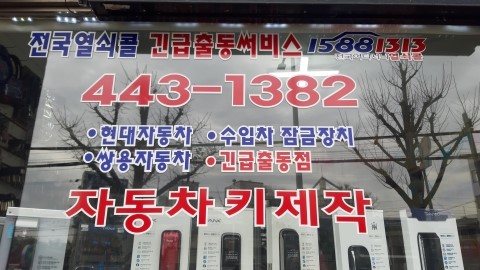 전국열쇠콜 긴급출동써비스 1588 1313
443-1382
•현대자동차 •수입차 잠금장치
•쌍용자동차 •긴급출동점
자동차키제작